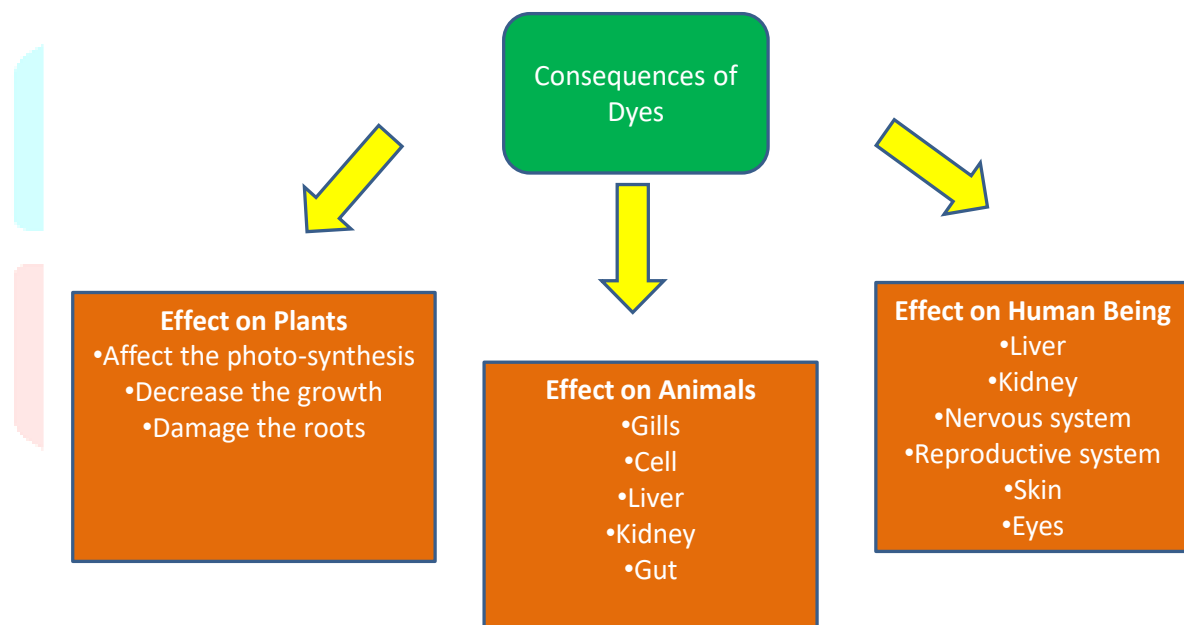 Consequences of
Dyes
Effect on Plants
•Affect the photo-synthesis
•Decrease the growth
•Damage the roots
Effect on Animals
•Gills
•Cell
•Liver
•Kidney
•Gut
Effect on Human Being
•Liver
•Kidney
•Nervous system
•Reproductive system
•Skin
•Eyes